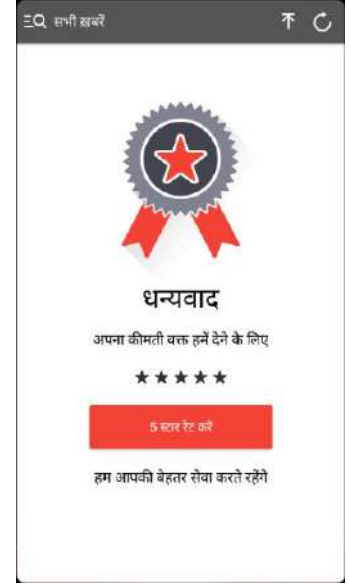 सभी ख़बरें
धन्यवाद
अपना कीमती वक्त हमें देने के लिए
5 स्टार रेट करें
हम आपकी बेहतर सेवा करते रहेंगे